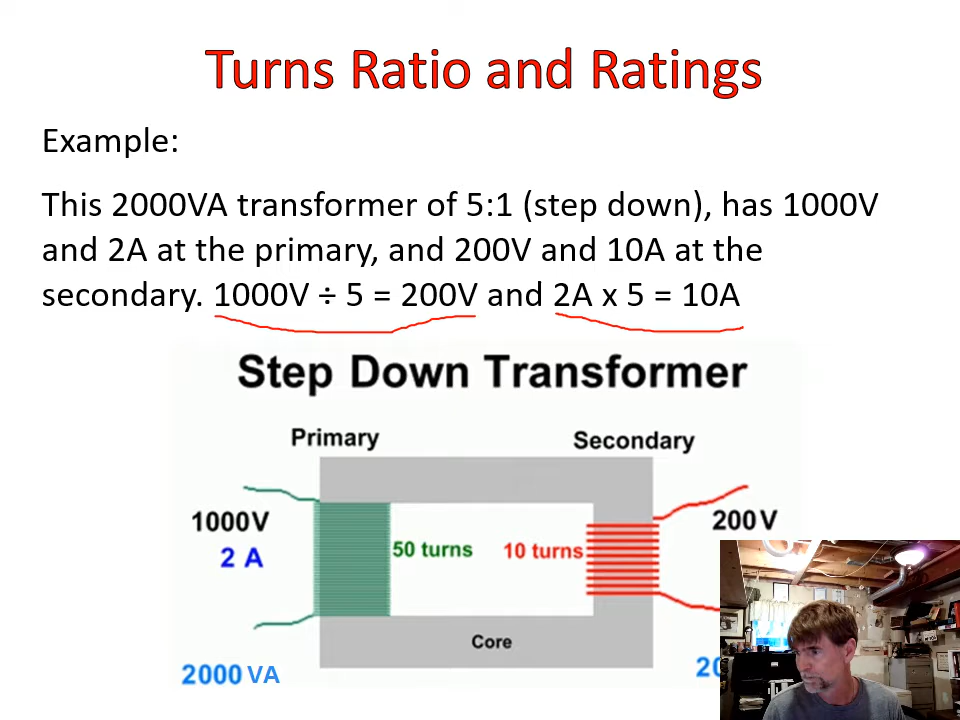 Turns Ratio and Ratings
Example:
This 2000VA transformer of 5:1 (step down), has 1000V
and 2A at the primary, and 200V and 10A at the
secondary. 1000V ÷ 5 = 200V and 2A x 5 = 10A
Step Down Transformer
Primary
Secondary
1000V
200V
2 A
50 turns
10 turns
Core
2000 VA